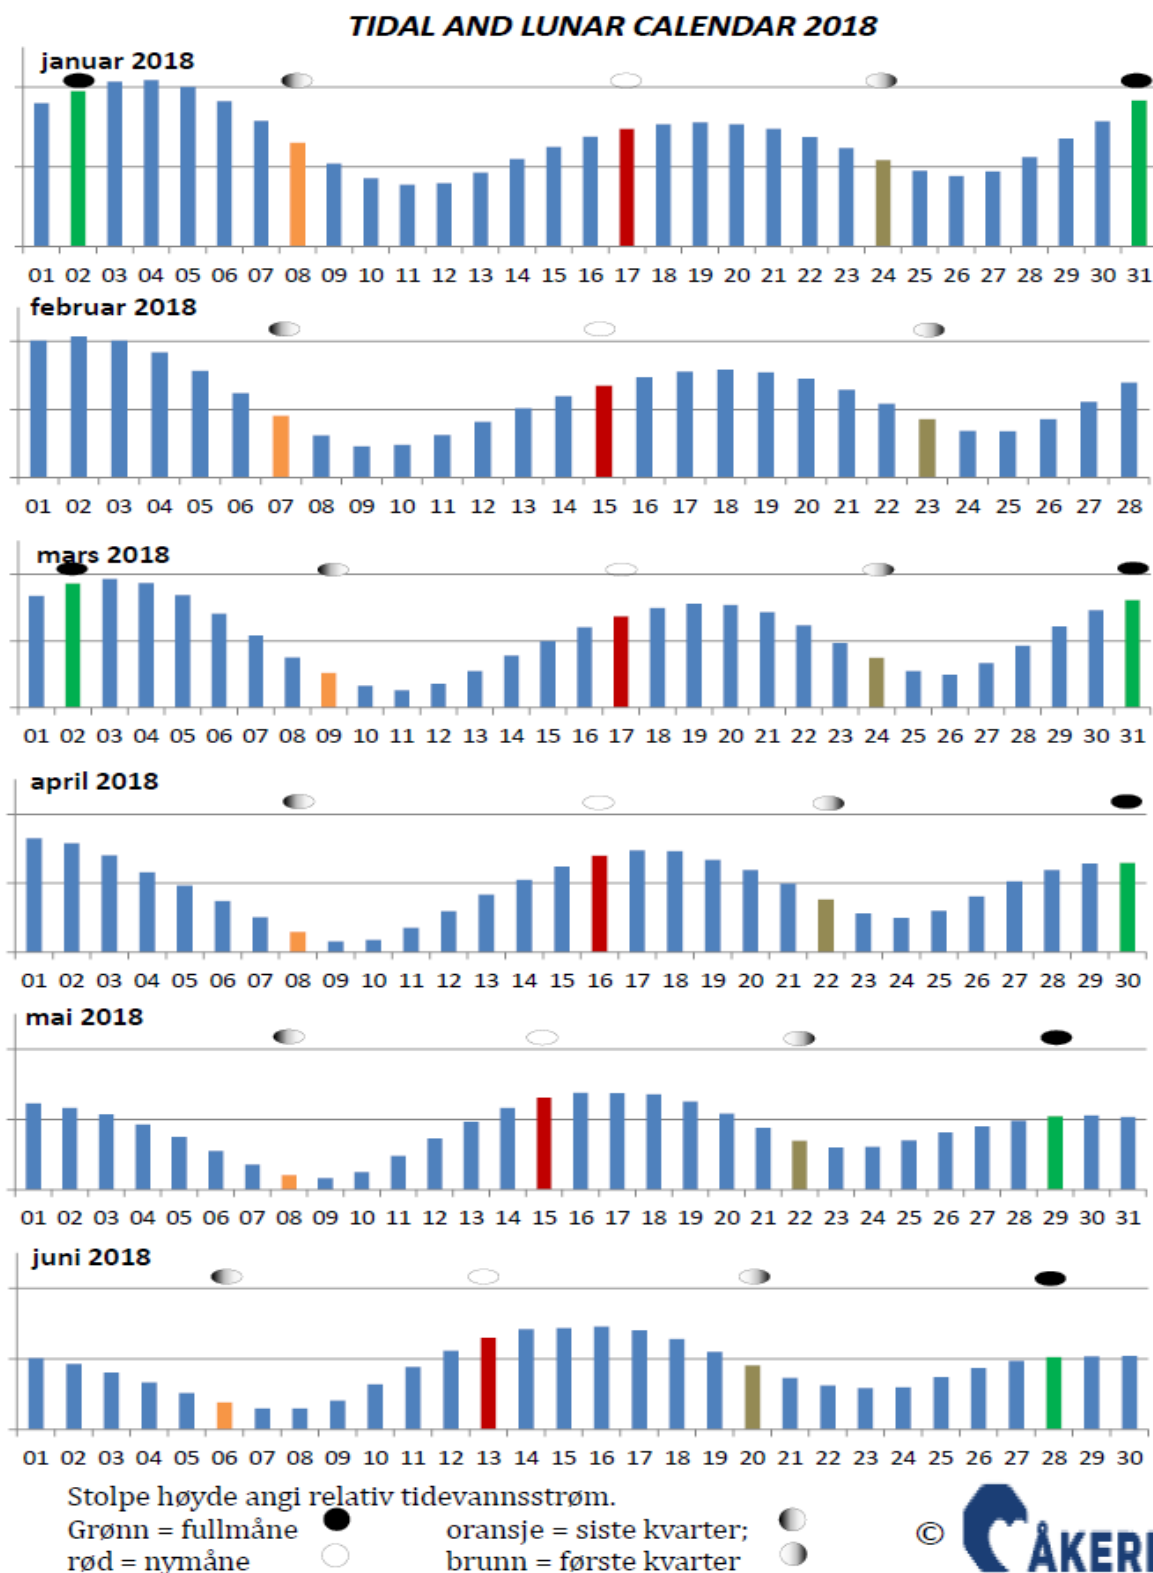 TIDAL AND LUNAR CALENDAR 2018
januar 2018
01 02 03 04 05 06 07 08 09 10 11 12 13 14 15 16 17 18 19 20 21 22 23 24 25 26 27 28 29 30 31
februar 2018
01 02 03 04 05 06 07 08 09 10 11 12 13 14 15 16 17 18 19 20 21 22 23 24 25 26 27 28
mars 2018
01 02 03 04 05 06 07 08 09 10 11 12 13 14 15 16 17 18 19 20 21 22 23 24 25 26 27 28 29 30 31
april 2018
01 02 03 04 05 06 07 08 09 10 11 12 13 14 15 16 17 18 19 20 21 22 23 24 25 26 27 28 29 30
mai 2018
01 02 03 04 05 06 07 08 09 10 11 12 13 14 15 16 17 18 19 20 21 22 23 24 25 26 27 28 29 30 31
juni 2018
01 02 03 04 05 06 07 08 09 10 11 12 13 14 15 16 17 18 19 20 21 22 23 24 25 26 27 28 29 30
Stolpe høyde angi relativ tidevannsstrøm.
Grønn = fullmåne oransje = siste kvarter;
rød = nymåne brunn = første kvarter
© ÅKERB